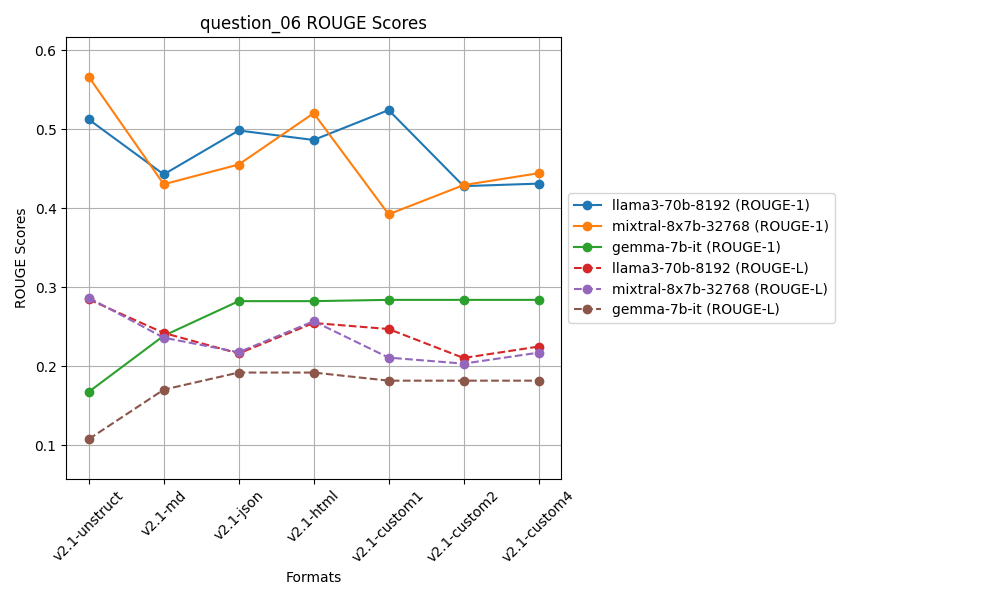 question_06 ROUGE Scores
ROUGE Scores
0.6
0.5
0.4
0.3
0.2
0.1
v2.1-unstruct
v2.1-md
v2.1-json
v2.1-html
v2.1-custom1
v2.1-custom2
v2.1-custom4
Formats
llama3-70b-8192 (ROUGE-1)
mixtral-8x7b-32768 (ROUGE-1)
gemma-7b-it (ROUGE-1)
llama3-70b-8192 (ROUGE-L)
mixtral-8x7b-32768 (ROUGE-L)
gemma-7b-it (ROUGE-L)